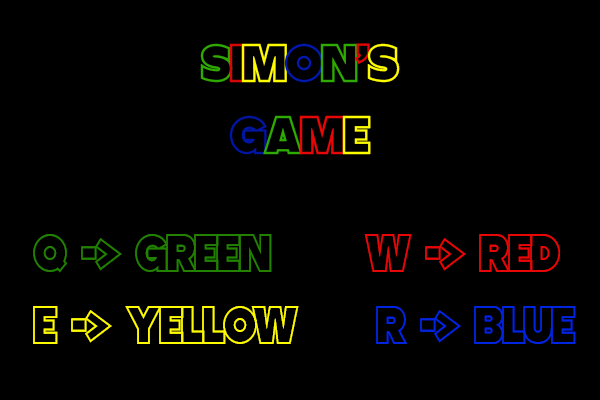 SIMON'S
GAME
Q => GREEN
W => RED
E => YELLOW
R => BLUE